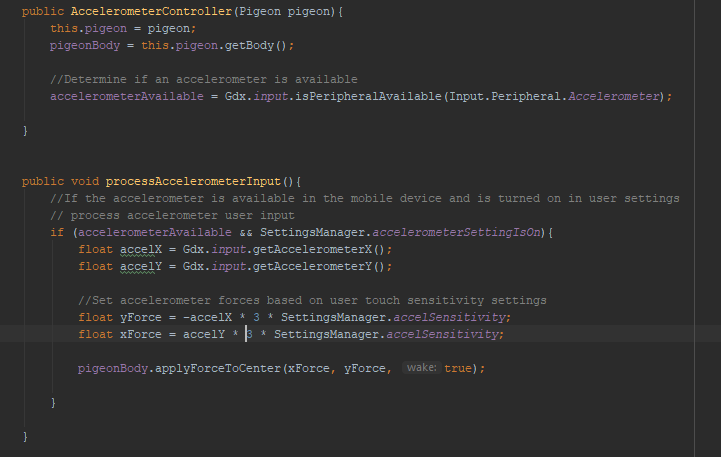 public AccelerometerController(Pigeon pigeon){
this.pigeon = pigeon;
pigeonBody = this.pigeon.getBody();
//Determine if an accelerometer is available
accelerometerAvailable = Gdx.input.isPeripheralAvailable(Input.Peripheral.Accelerometer);
}
public void processAccelerometerInput(){
//If the accelerometer is available in the mobile device and is turned on in user settings
// process accelerometer user input
if (accelerometerAvailable && SettingsManager.accelerometerSettingIsOn){
float accelX = Gdx.input.getAccelerometerX();
float accelY = Gdx.input.getAccelerometerY();
//Set accelerometer forces based on user touch sensitivity settings
float yForce = -accelX * 3 * SettingsManager.accelSensitivity;
float xForce = accelY * 3 * SettingsManager.accelSensitivity;
pigeonBody.applyForceToCenter(xForce, yForce, wake: true);
}
}